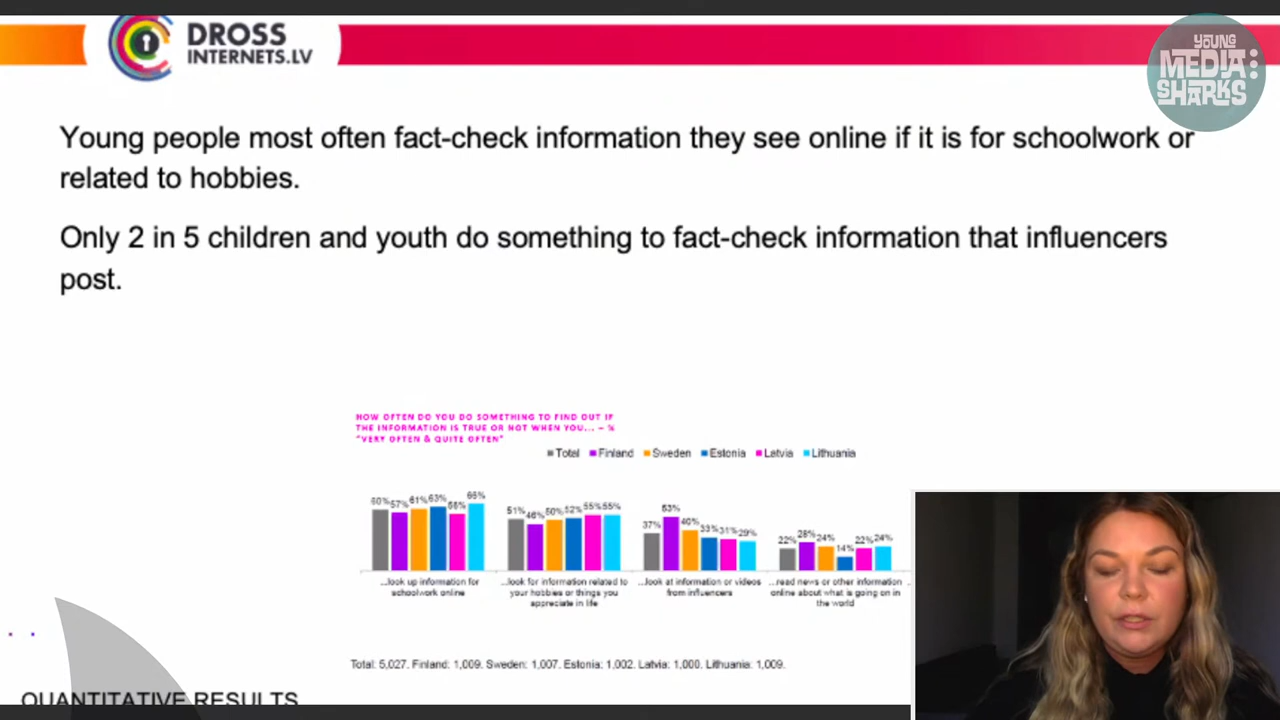 DROSS
INTERNETS.LV
YOUNG
MEDIA:
SHARKS
Young people most often fact-check information they see online if it is for schoolwork or
related to hobbies.
Only 2 in 5 children and youth do something to fact-check information that influencers
post.
HOW OFTEN DO YOU DO SOMETHING TO FIND OUT IF
THE INFORMATION IS TRUE OR NOT WHEN YOU... – %
"VERY OFTEN & QUITE OFTEN"
Total Finland Sweden Estonia Latvia Lithuania
60% 57% 61% 63% 56% 66%
51% 46% 50% 52% 55% 55%
37% 53% 40% 33% 31% 29%
22% 28% 24% 14% 22% 24%
...look up information for
schoolwork online
...look for information related to
your hobbies or things you
appreciate in life
...look at information or videos
from influencers
...read news or other information
online about what is going on in
the world
Total: 5,027. Finland: 1,009. Sweden: 1,007. Estonia: 1,002. Latvia: 1,000. Lithuania: 1,009.
QUANTITATIVE RESULTS